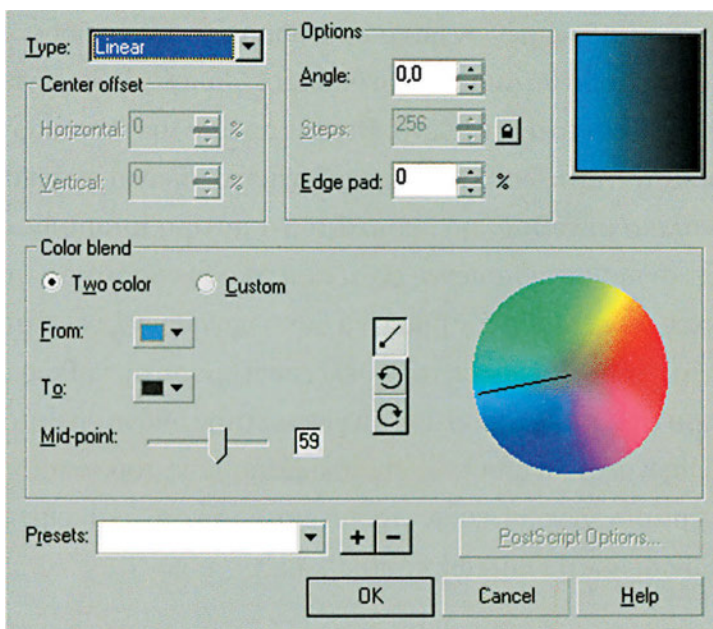 Type: Linear
Center offset
Horizontal: 0 %
Vertical: 0 %
Options
Angle: 0,0
Steps: 256
Edge pad: 0 %
Color blend
Two color Custom
From:
To:
Mid-point: 59
Presets: + −
PostScript Options...
OK Cancel Help